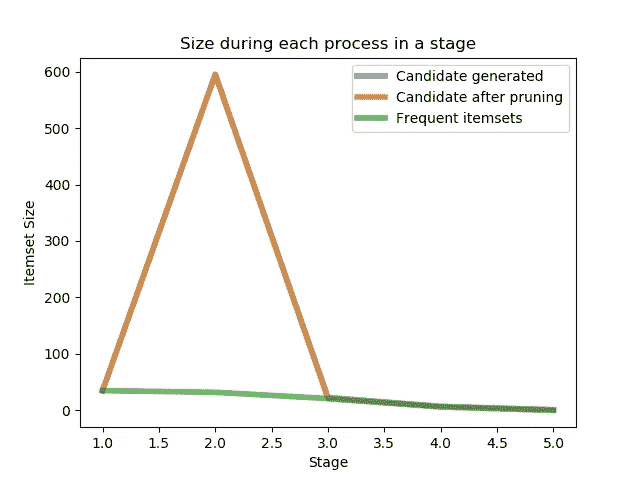 Size during each process in a stage
Candidate generated
Candidate after pruning
Frequent itemsets
Itemset Size
600
500
400
300
200
100
0
1.0 1.5 2.0 2.5 3.0 3.5 4.0 4.5 5.0
Stage